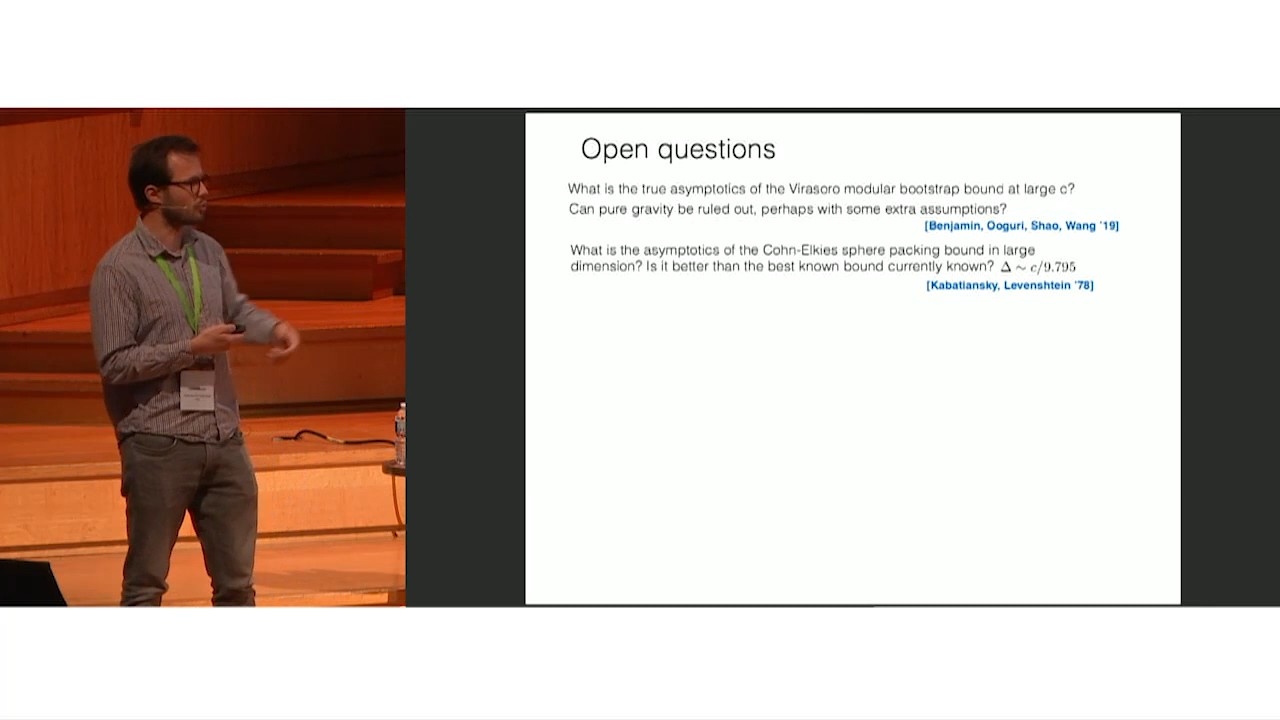 Open questions
What is the true asymptotics of the Virasoro modular bootstrap bound at large c?
Can pure gravity be ruled out, perhaps with some extra assumptions?
[Benjamin, Ooguri, Shao, Wang '19]
What is the asymptotics of the Cohn-Elkies sphere packing bound in large
dimension? Is it better than the best known bound currently known? Δ ∼ c/9.795
[Kabatiansky, Levenshtein '78]